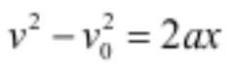 v² − v₀² = 2ax